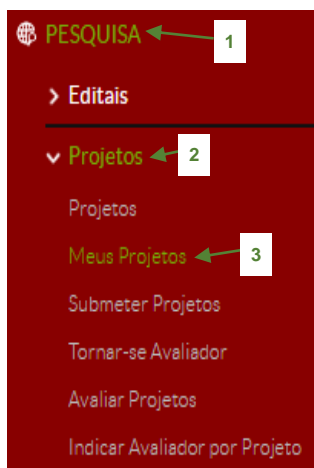 PESQUISA 1
Editais
Projetos 2
Projetos
Meus Projetos 3
Submeter Projetos
Tornar-se Avaliador
Avaliar Projetos
Indicar Avaliador por Projeto